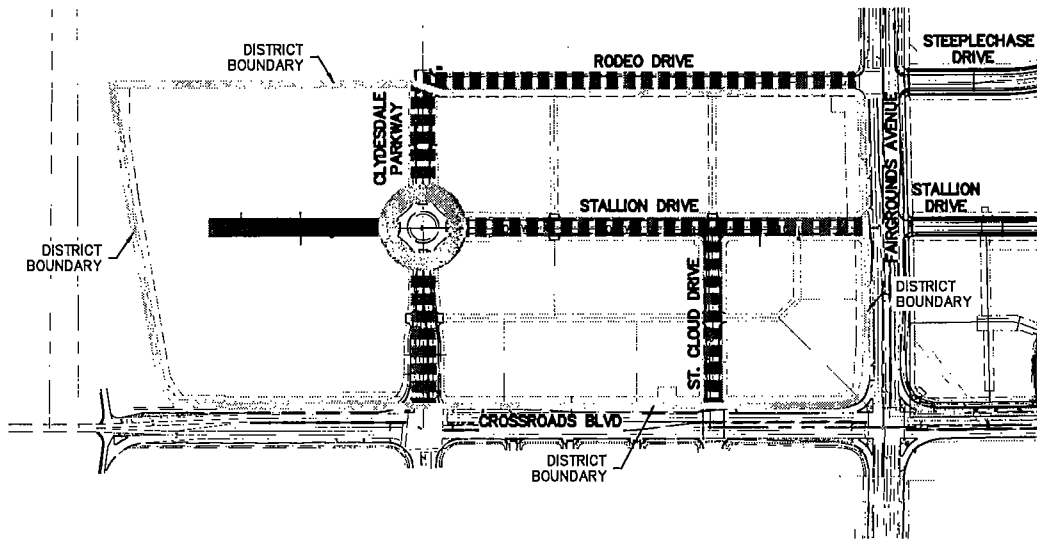 STEEPLECHASE
DRIVE
DISTRICT
BOUNDARY
RODEO DRIVE
CLYDESDALE
PARKWAY
FAIRGROUNDS AVENUE
STALLION DRIVE
STALLION
DRIVE
DISTRICT
BOUNDARY
DISTRICT
BOUNDARY
ST. CLOUD DRIVE
CROSSROADS BLVD
DISTRICT
BOUNDARY